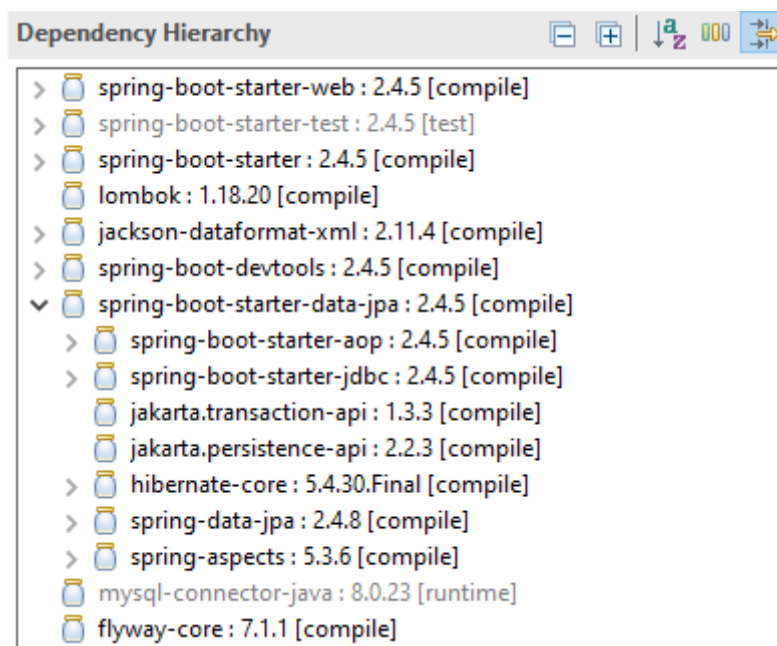 Dependency Hierarchy
spring-boot-starter-web : 2.4.5 [compile]
spring-boot-starter-test : 2.4.5 [test]
spring-boot-starter : 2.4.5 [compile]
lombok : 1.18.20 [compile]
jackson-dataformat-xml : 2.11.4 [compile]
spring-boot-devtools : 2.4.5 [compile]
spring-boot-starter-data-jpa : 2.4.5 [compile]
spring-boot-starter-aop : 2.4.5 [compile]
spring-boot-starter-jdbc : 2.4.5 [compile]
jakarta.transaction-api : 1.3.3 [compile]
jakarta.persistence-api : 2.2.3 [compile]
hibernate-core : 5.4.30.Final [compile]
spring-data-jpa : 2.4.8 [compile]
spring-aspects : 5.3.6 [compile]
mysql-connector-java : 8.0.23 [runtime]
flyway-core : 7.1.1 [compile]